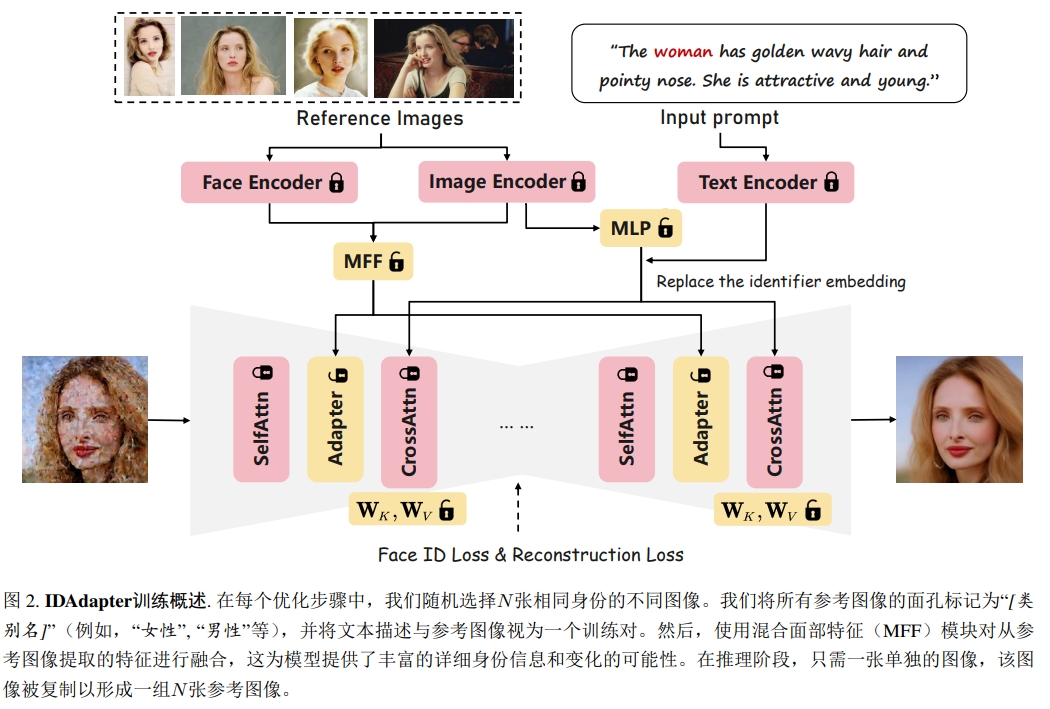 “The woman has golden wavy hair and
pointy nose. She is attractive and young.”
Reference Images
Input prompt
Face Encoder
Image Encoder
Text Encoder
MLP
MFF
Replace the identifier embedding
SelfAttn
Adapter
CrossAttn
... ...
SelfAttn
Adapter
CrossAttn
W_K, W_V
W_K, W_V
Face ID Loss & Reconstruction Loss
图 2. IDAdapter训练概述. 在每个优化步骤中，我们随机选择N张相同身份的不同图像。我们将所有参考图像的面孔标记为“[类
别名]”（例如，“女性”, “男性”等），并将文本描述与参考图像视为一个训练对。然后，使用混合面部特征（MFF）模块对从参
考图像提取的特征进行融合，这为模型提供了丰富的详细身份信息和变化的可能性。在推理阶段，只需一张单独的图像，该图
像被复制以形成一组N张参考图像。